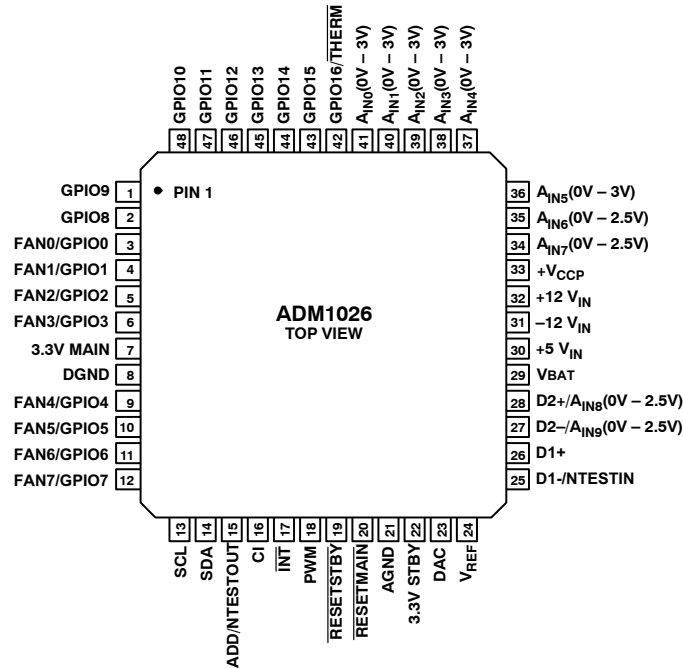 48 GPIO10
47 GPIO11
46 GPIO12
45 GPIO13
44 GPIO14
43 GPIO15
42 GPIO16/THERM
41 AIN0(0V – 3V)
40 AIN1(0V – 3V)
39 AIN2(0V – 3V)
38 AIN3(0V – 3V)
37 AIN4(0V – 3V)
GPIO9 1
GPIO8 2
FAN0/GPIO0 3
FAN1/GPIO1 4
FAN2/GPIO2 5
FAN3/GPIO3 6
3.3V MAIN 7
DGND 8
FAN4/GPIO4 9
FAN5/GPIO5 10
FAN6/GPIO6 11
FAN7/GPIO7 12
PIN 1
ADM1026
TOP VIEW
36 AIN5(0V – 3V)
35 AIN6(0V – 2.5V)
34 AIN7(0V – 2.5V)
33 +VCCP
32 +12 VIN
31 –12 VIN
30 +5 VIN
29 VBAT
28 D2+/AIN8(0V – 2.5V)
27 D2–/AIN9(0V – 2.5V)
26 D1+
25 D1-/NTESTIN
13 SCL
14 SDA
15 ADD/NTESTOUT
16 CI
17 INT
18 PWM
19 RESETSTBY
20 RESETMAIN
21 AGND
22 3.3V STBY
23 DAC
24 VREF